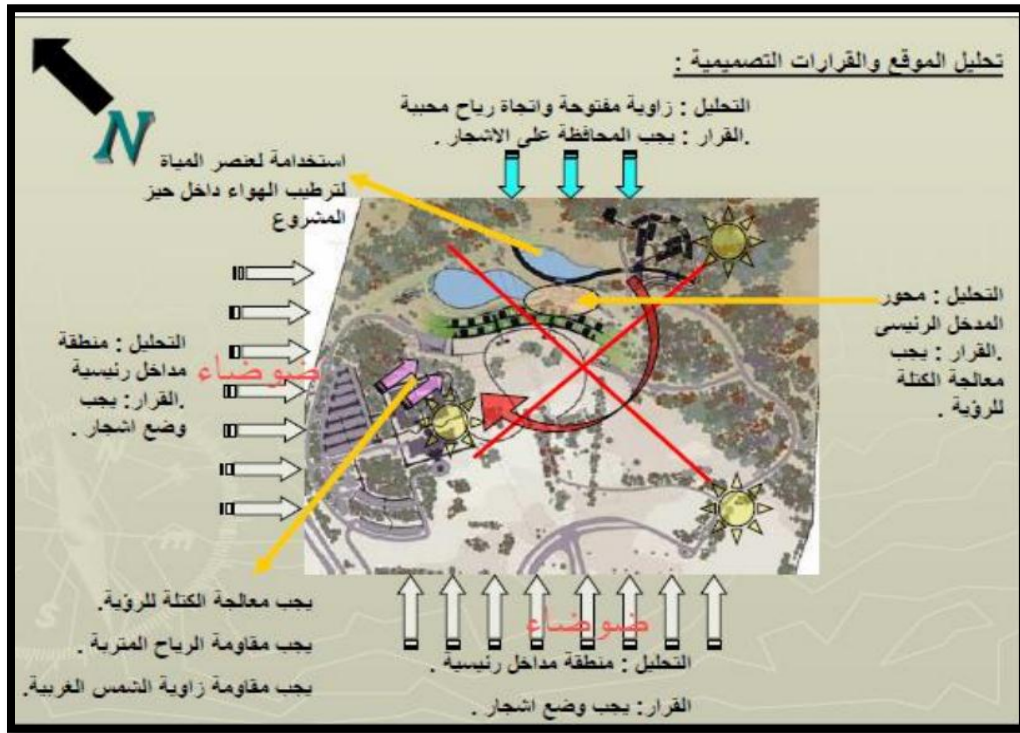 تحليل الموقع والقرارات التصميمية :
التحليل : زاوية مفتوحة واتجاة رياح محببة
.القرار : يجب المحافظة على الاشجار .
N
استخدامة لعنصر المياة
لترطيب الهواء داخل حيز
المشروع
التحليل : محور
المدخل الرئيسى
.القرار : يجب
معالجة الكتلة
للرؤية .
التحليل : منطقة
مداخل رئيسية
.القرار: يجب
وضع اشجار .
ضوضاء
يجب معالجة الكتلة للرؤية.
يجب مقاومة الرياح المتربة .
يجب مقاومة زاوية الشمس الغربية.
ضوضاء
التحليل : منطقة مداخل رئيسية .
القرار: يجب وضع اشجار .